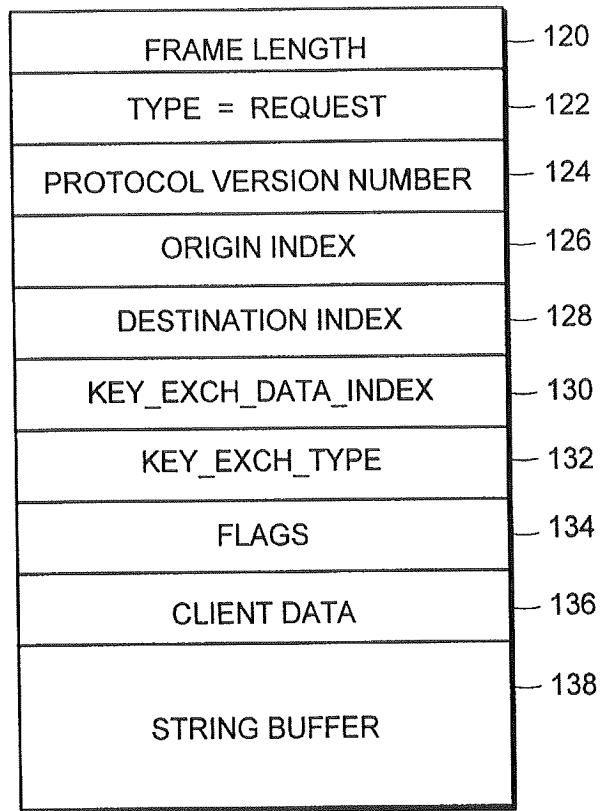 FRAME LENGTH 120
TYPE = REQUEST 122
PROTOCOL VERSION NUMBER 124
ORIGIN INDEX 126
DESTINATION INDEX 128
KEY_EXCH_DATA_INDEX 130
KEY_EXCH_TYPE 132
FLAGS 134
CLIENT DATA 136
STRING BUFFER 138